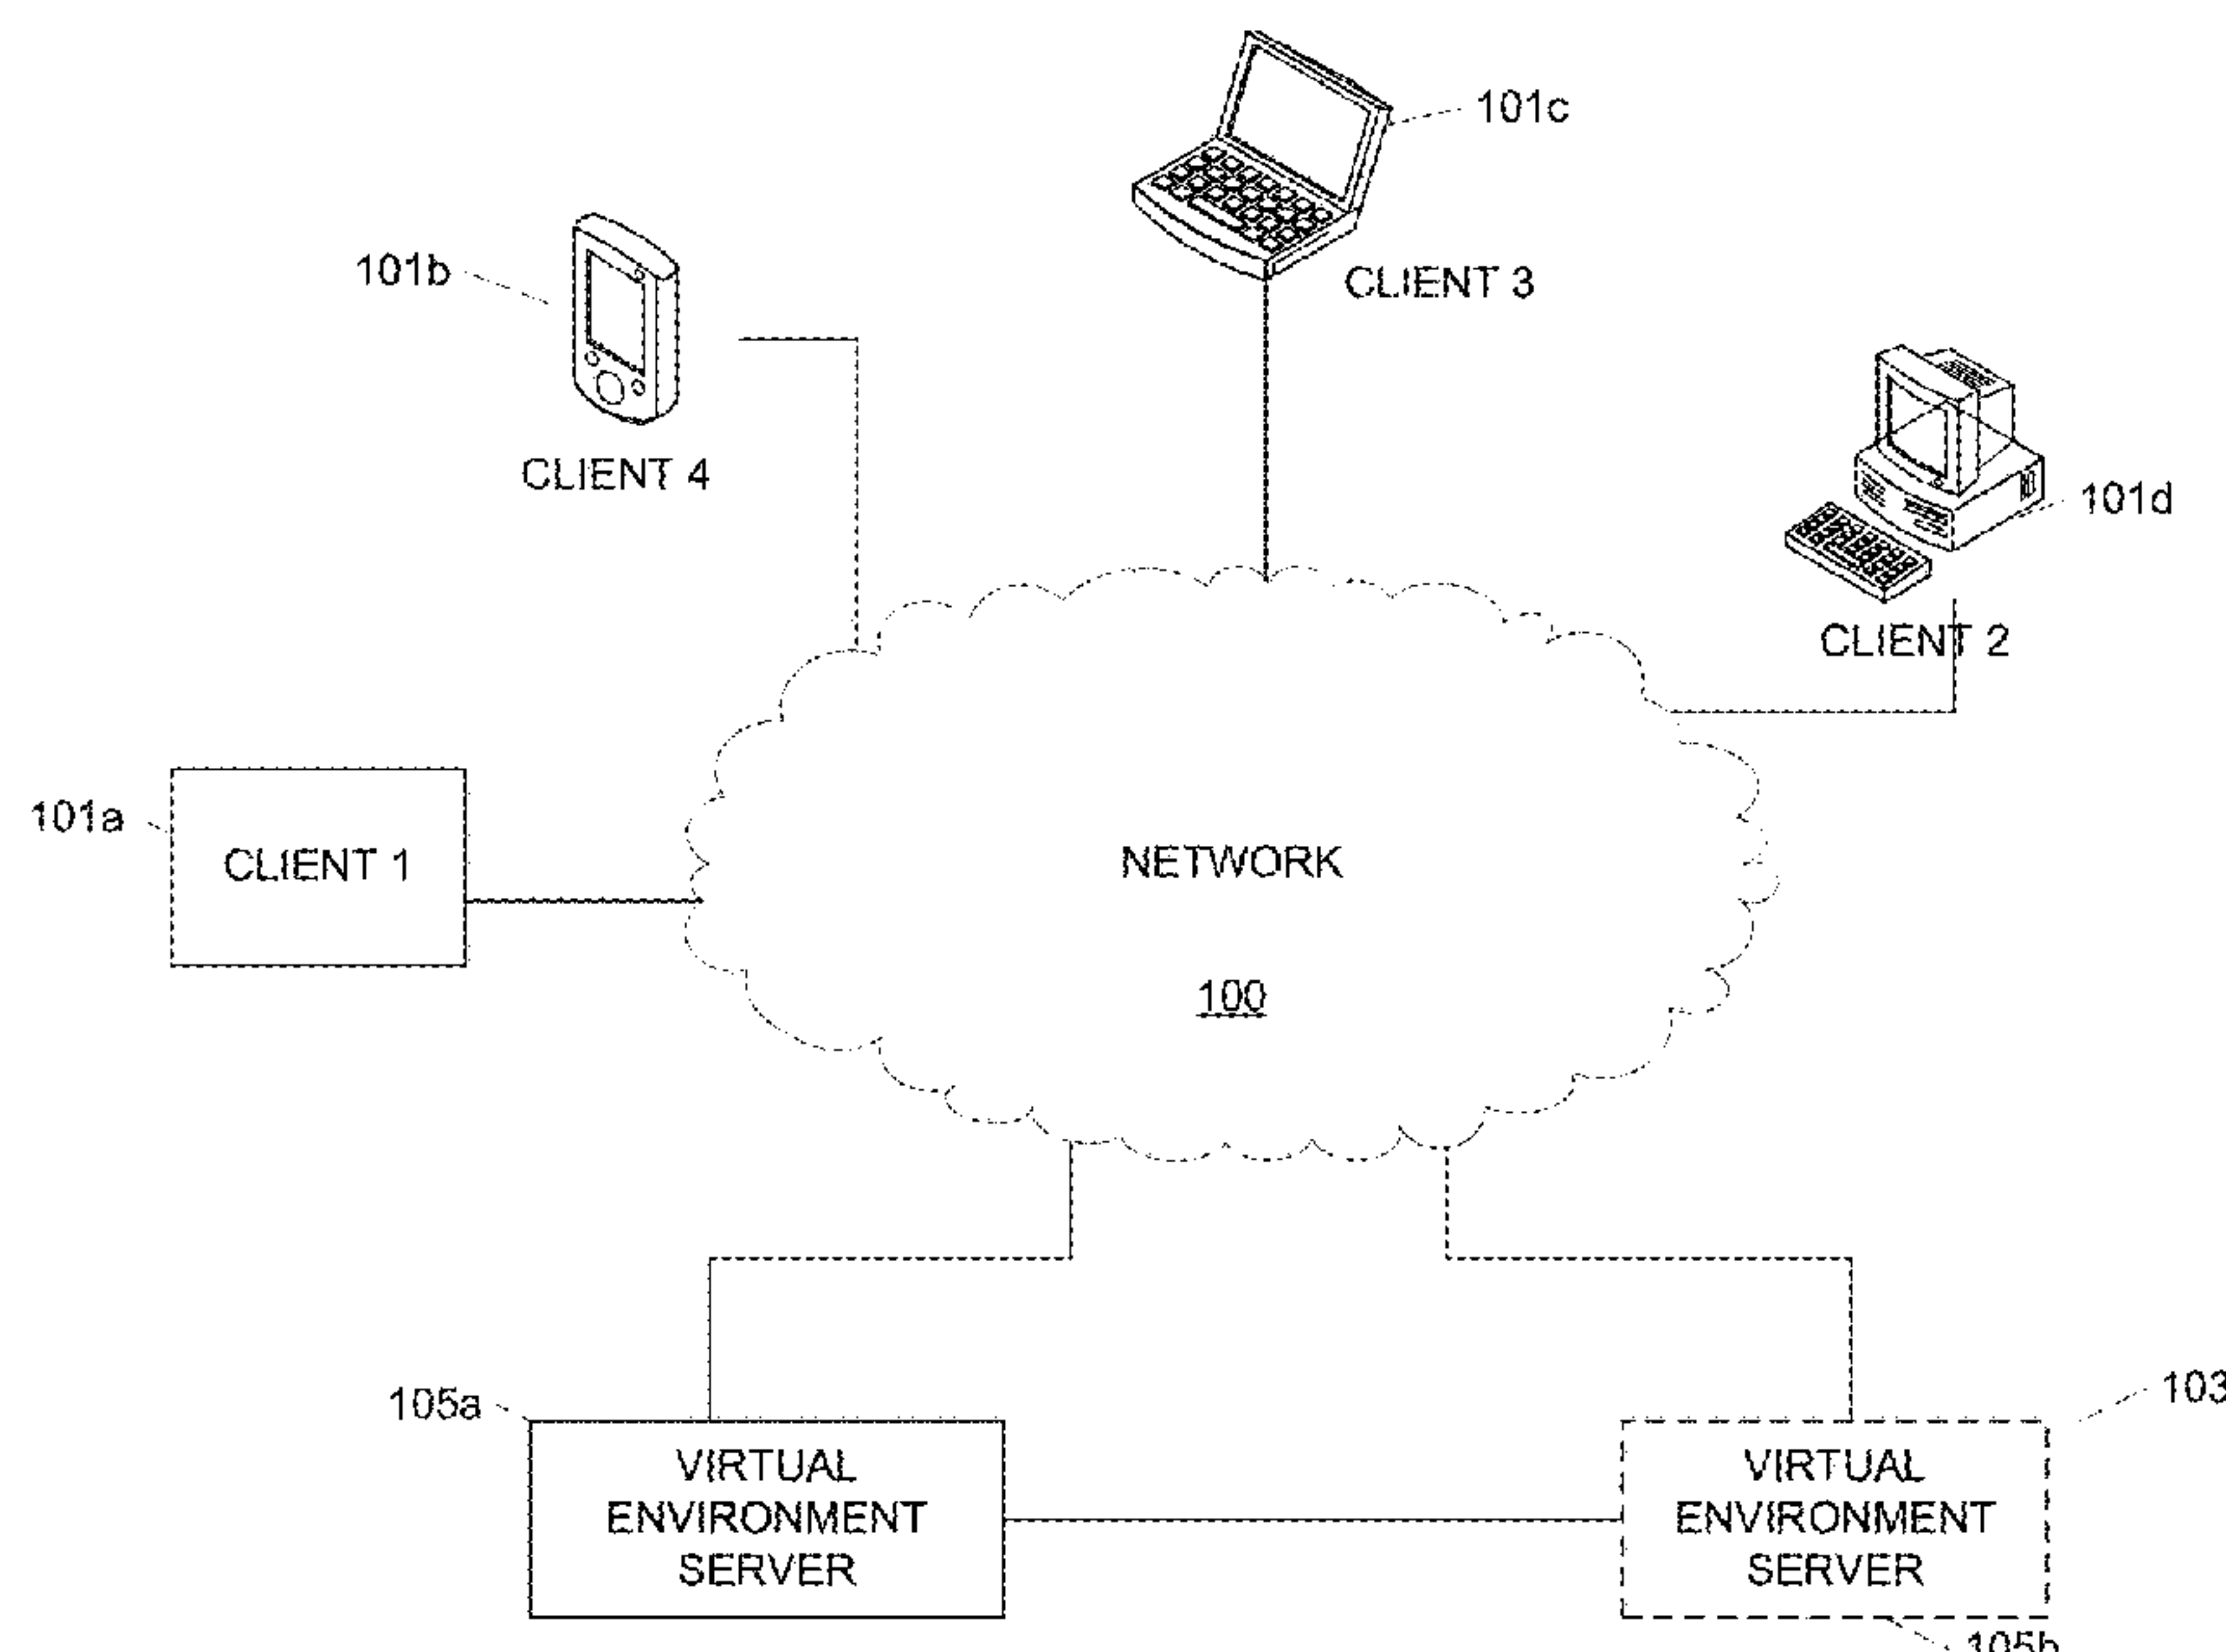 101c
CLIENT 3
101b
CLIENT 4
101d
CLIENT 2
101a
CLIENT 1
NETWORK
100
105a
VIRTUAL
ENVIRONMENT
SERVER
103
VIRTUAL
ENVIRONMENT
SERVER
105b